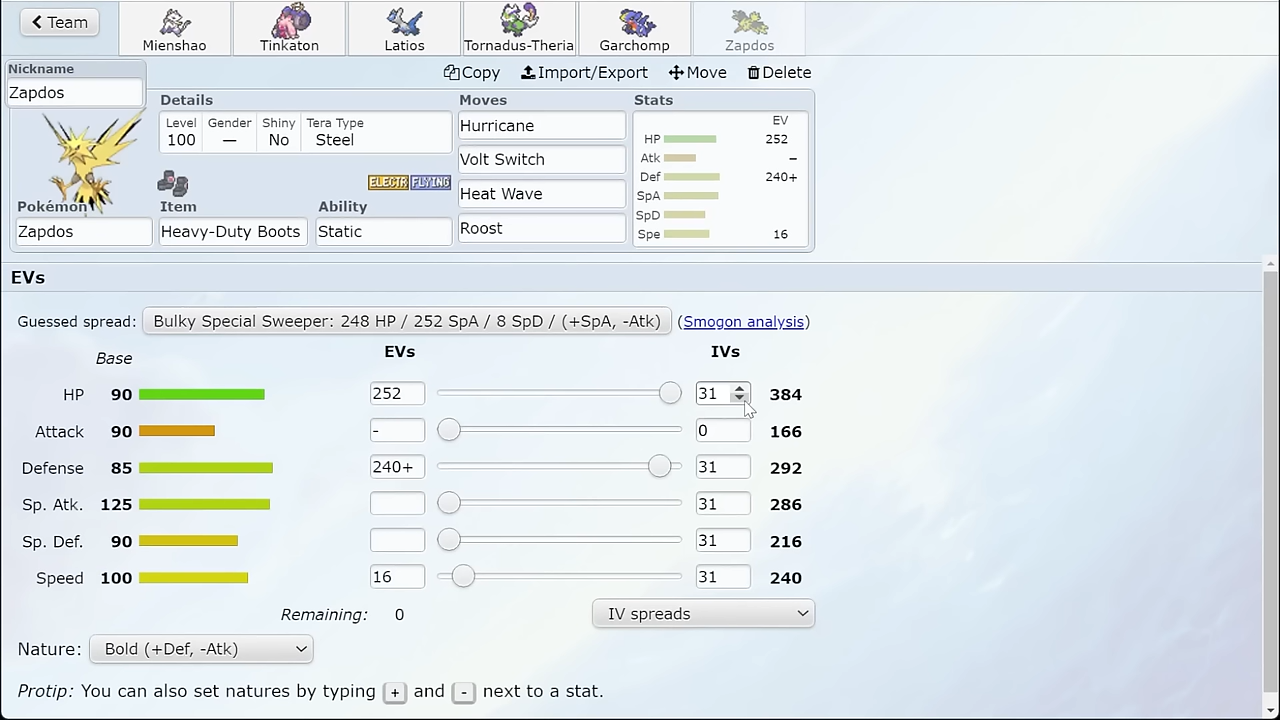 Team
Mienshao
Tinkaton
Latios
Tornadus-Theria
Garchomp
Zapdos
Nickname
Zapdos
Copy
Import/Export
Move
Delete
Details
Level
100
Gender
—
Shiny
No
Tera Type
Steel
ELECTR FLYING
Pokémon
Zapdos
Item
Heavy-Duty Boots
Ability
Static
Moves
Hurricane
Volt Switch
Heat Wave
Roost
Stats
EV
HP 252
Atk –
Def 240+
SpA
SpD
Spe 16
EVs
Guessed spread: Bulky Special Sweeper: 248 HP / 252 SpA / 8 SpD / (+SpA, -Atk) (Smogon analysis)
Base EVs IVs
HP 90 252 31 384
Attack 90 - 0 166
Defense 85 240+ 31 292
Sp. Atk. 125 31 286
Sp. Def. 90 31 216
Speed 100 16 31 240
Remaining: 0 IV spreads
Nature: Bold (+Def, -Atk)
Protip: You can also set natures by typing + and - next to a stat.